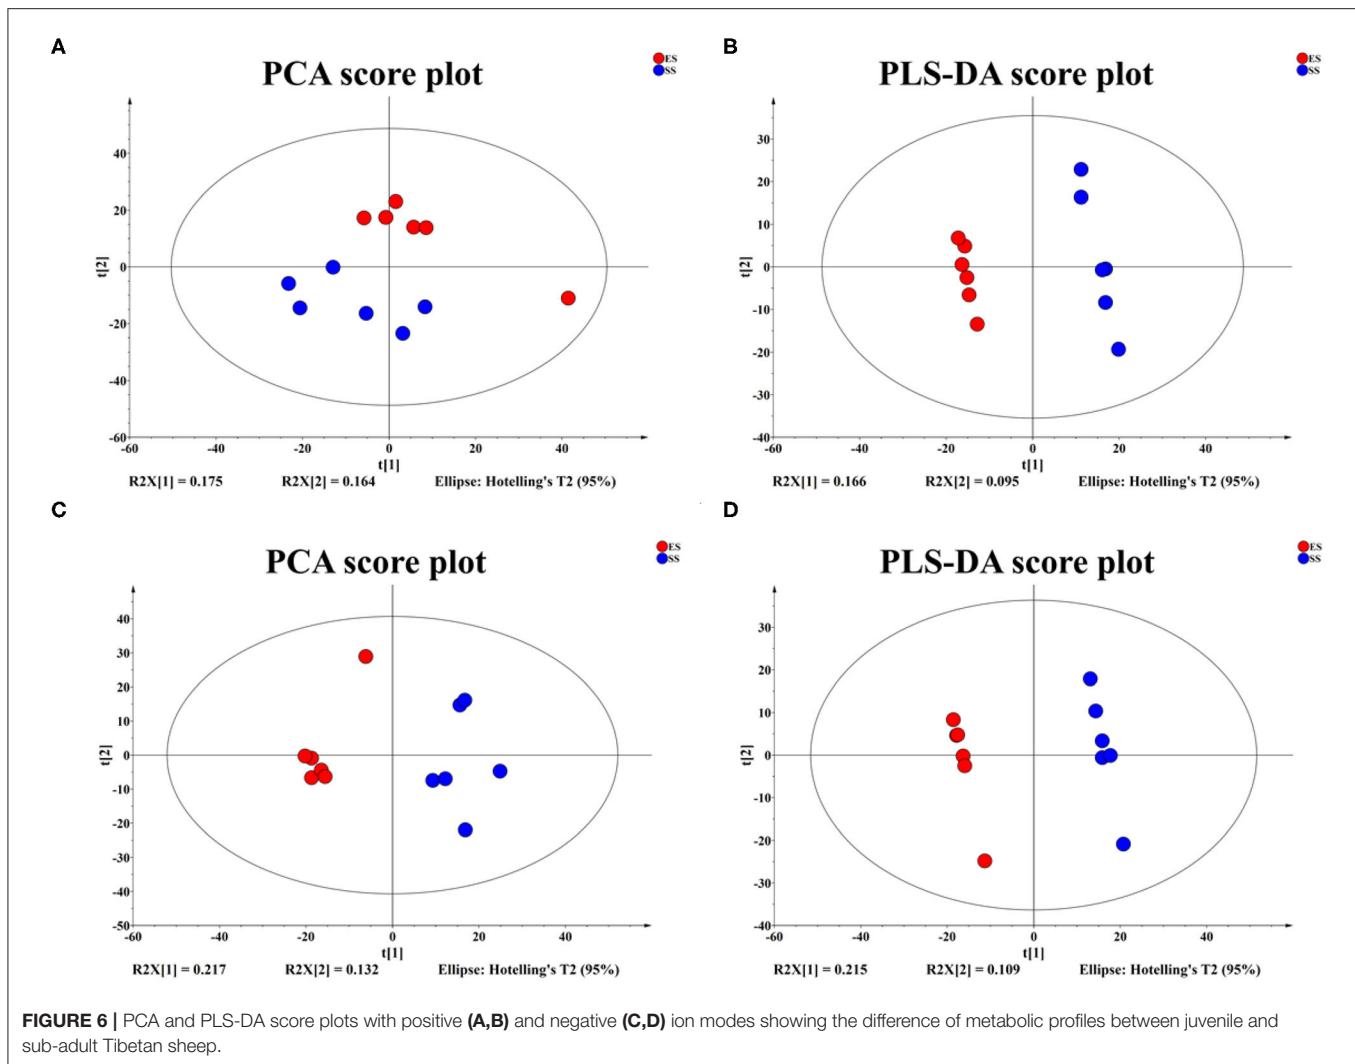 A
PCA score plot
ES
SS
t[2]
40
20
0
-20
-40
-60
-60
-40
-20
0
20
40
t[1]
R2X[1] = 0.175 R2X[2] = 0.164 Ellipse: Hotelling's T2 (95%)
B
PLS-DA score plot
ES
SS
t[2]
30
20
10
0
-10
-20
-30
-40
-60
-40
-20
0
20
40
t[1]
R2X[1] = 0.166 R2X[2] = 0.095 Ellipse: Hotelling's T2 (95%)
C
PCA score plot
ES
SS
t[2]
40
30
20
10
0
-10
-20
-30
-40
-50
-60
-40
-20
0
20
40
t[1]
R2X[1] = 0.217 R2X[2] = 0.132 Ellipse: Hotelling's T2 (95%)
D
PLS-DA score plot
ES
SS
t[2]
30
20
10
0
-10
-20
-30
-40
-60
-40
-20
0
20
40
t[1]
R2X[1] = 0.215 R2X[2] = 0.109 Ellipse: Hotelling's T2 (95%)
FIGURE 6 | PCA and PLS-DA score plots with positive (A,B) and negative (C,D) ion modes showing the difference of metabolic profiles between juvenile and
sub-adult Tibetan sheep.